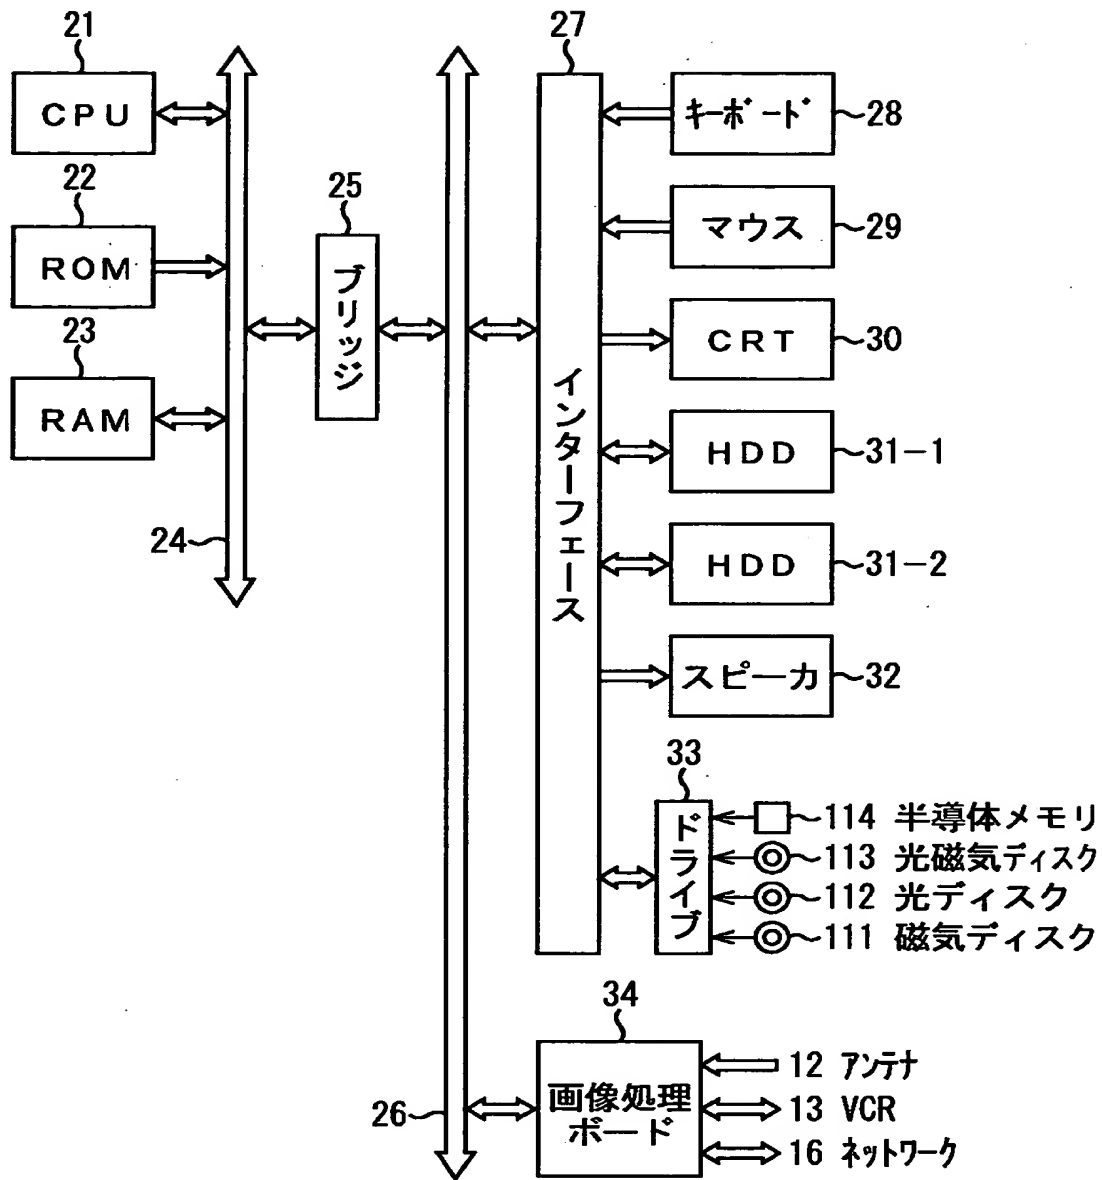 21
CPU
22
ROM
23
RAM
24
25
ブリッジ
26
27
インターフェース
キーボード 28
マウス 29
CRT 30
HDD 31-1
HDD 31-2
スピーカ 32
33
ドライブ
114 半導体メモリ
113 光磁気ディスク
112 光ディスク
111 磁気ディスク
34
画像処理
ボード
12 アンテナ
13 VCR
16 ネットワーク